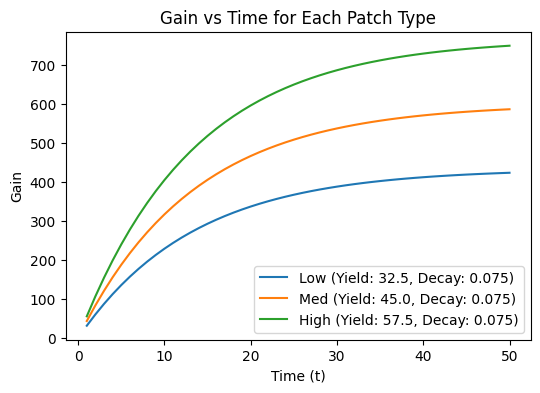 Gain vs Time for Each Patch Type
Gain
700
600
500
400
300
200
100
0
Low (Yield: 32.5, Decay: 0.075)
Med (Yield: 45.0, Decay: 0.075)
High (Yield: 57.5, Decay: 0.075)
0 10 20 30 40 50
Time (t)